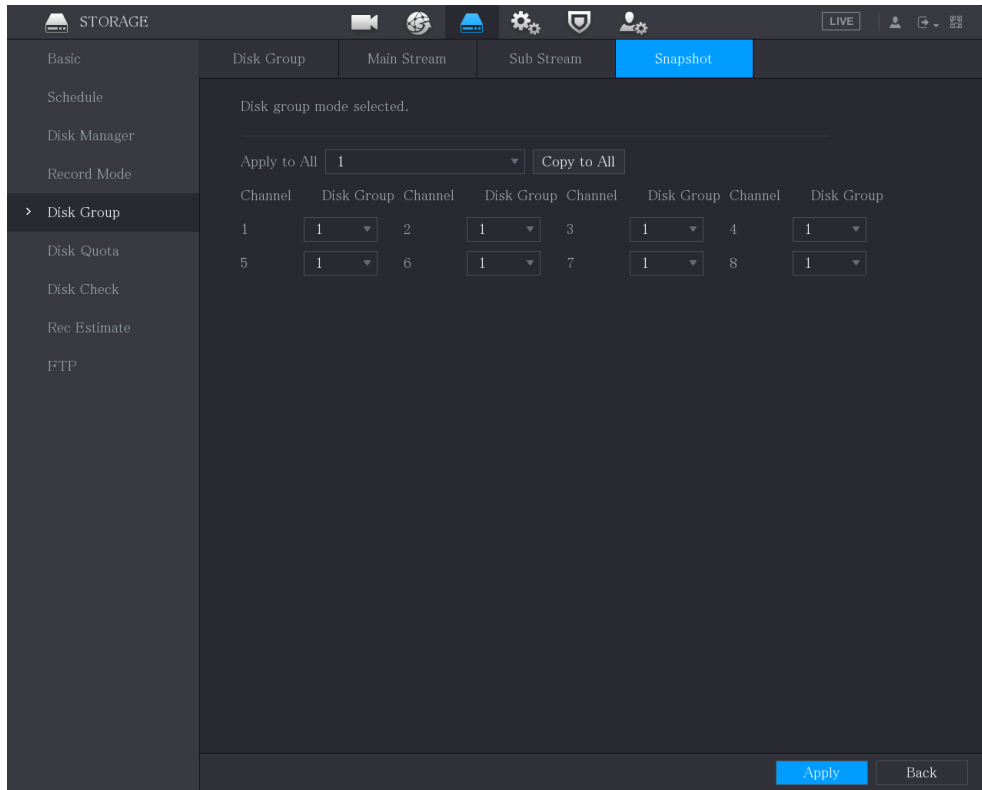 STORAGE LIVE
Basic
Schedule
Disk Manager
Record Mode
Disk Group
Disk Quota
Disk Check
Rec Estimate
FTP
Disk Group Main Stream Sub Stream Snapshot
Disk group mode selected.
Apply to All 1 Copy to All
Channel Disk Group Channel Disk Group Channel Disk Group Channel Disk Group
1 1 2 1 3 1 4 1
5 1 6 1 7 1 8 1
Apply Back